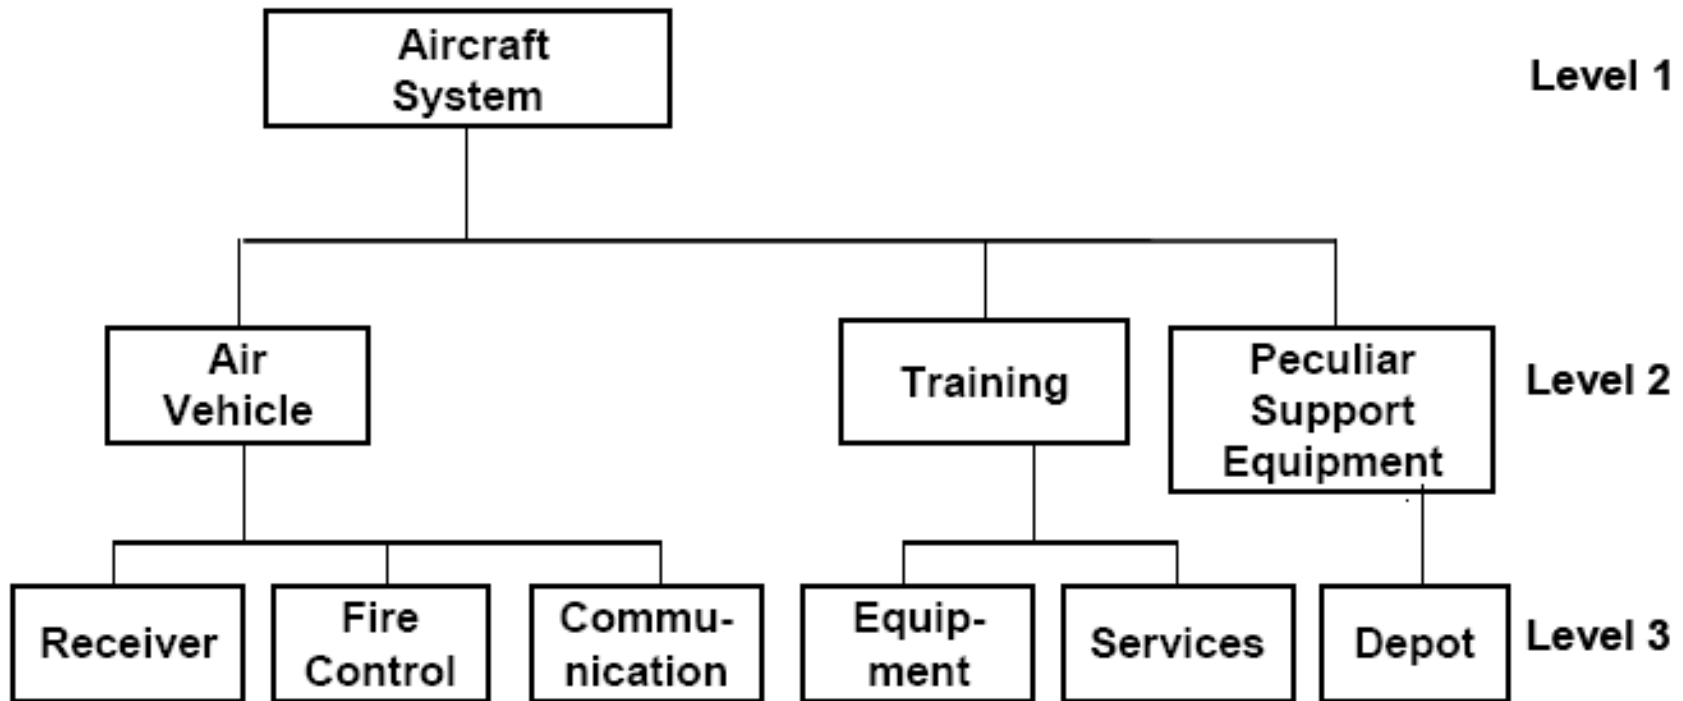 Aircraft
System
Level 1
Air
Vehicle
Training
Peculiar
Support
Equipment
Level 2
Receiver
Fire
Control
Commu-
nication
Equip-
ment
Services
Depot
Level 3